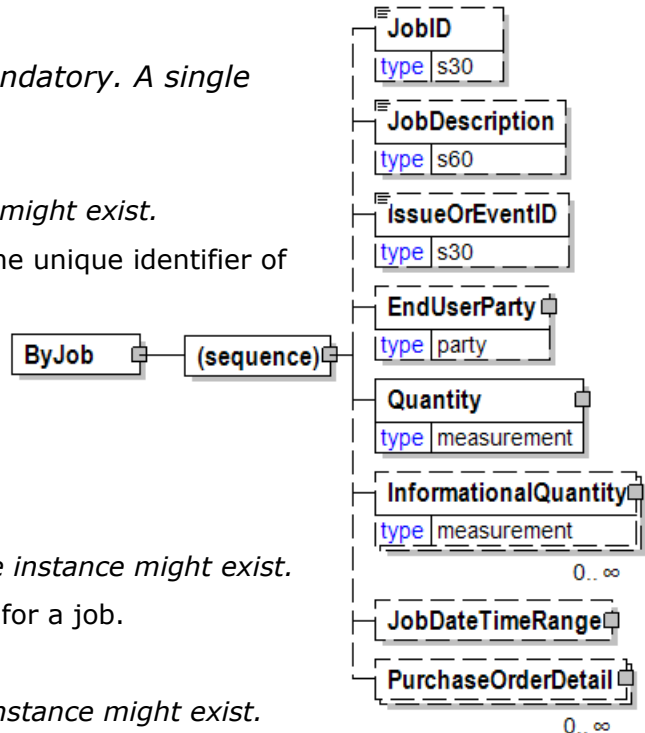 JobID
type s30
ndatory. A single
JobDescription
type s60
might exist.
IssueOrEventID
ne unique identifier of
type s30
EndUserParty
type party
ByJob
(sequence)
Quantity
type measurement
InformationalQuantity
type measurement
e instance might exist.
0.. ∞
for a job.
JobDateTimeRange
PurchaseOrderDetail
nstance might exist.
0.. ∞